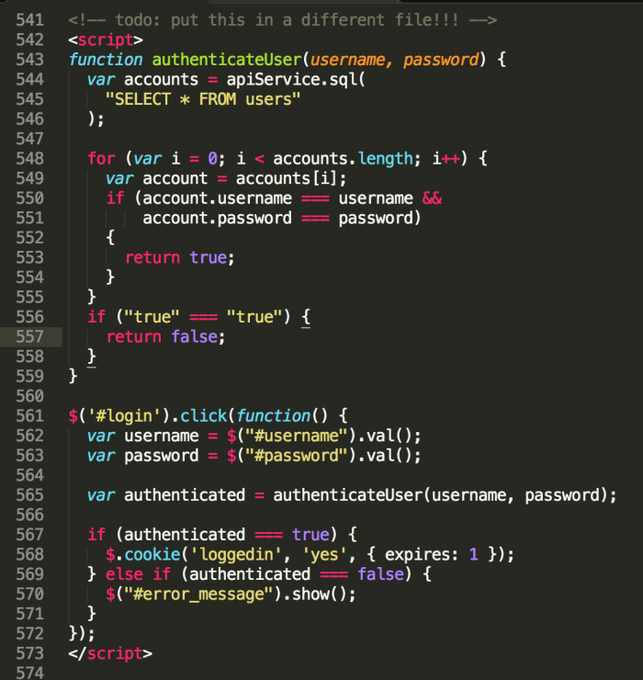 541 <!-- todo: put this in a different file!!! -->
542 <script>
543 function authenticateUser(username, password) {
544   var accounts = apiService.sql(
545     "SELECT * FROM users"
546   );
547
548   for (var i = 0; i < accounts.length; i++) {
549     var account = accounts[i];
550     if (account.username === username &&
551         account.password === password)
552     {
553       return true;
554     }
555   }
556   if ("true" === "true") {
557     return false;
558   }
559 }
560
561 $('#login').click(function() {
562   var username = $("#username").val();
563   var password = $("#password").val();
564
565   var authenticated = authenticateUser(username, password);
566
567   if (authenticated === true) {
568     $.cookie('loggedin', 'yes', { expires: 1 });
569   } else if (authenticated === false) {
570     $("#error_message").show();
571   }
572 });
573 </script>
574